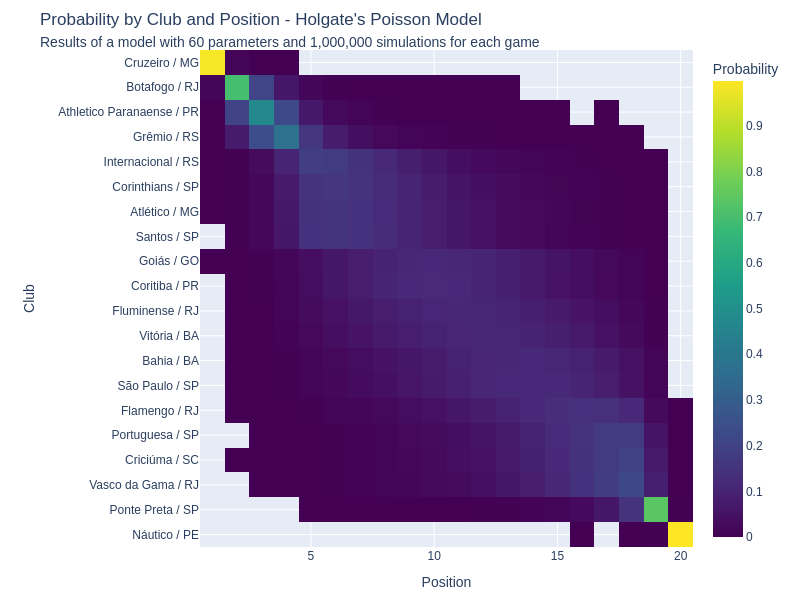 Probability by Club and Position - Holgate's Poisson Model
Results of a model with 60 parameters and 1,000,000 simulations for each game
Probability
Club
Cruzeiro / MG
Botafogo / RJ
Athletico Paranaense / PR
Grêmio / RS
Internacional / RS
Corinthians / SP
Atlético / MG
Santos / SP
Goiás / GO
Coritiba / PR
Fluminense / RJ
Vitória / BA
Bahia / BA
São Paulo / SP
Flamengo / RJ
Portuguesa / SP
Criciúma / SC
Vasco da Gama / RJ
Ponte Preta / SP
Náutico / PE
0.9
0.8
0.7
0.6
0.5
0.4
0.3
0.2
0.1
0
5 10 15 20
Position